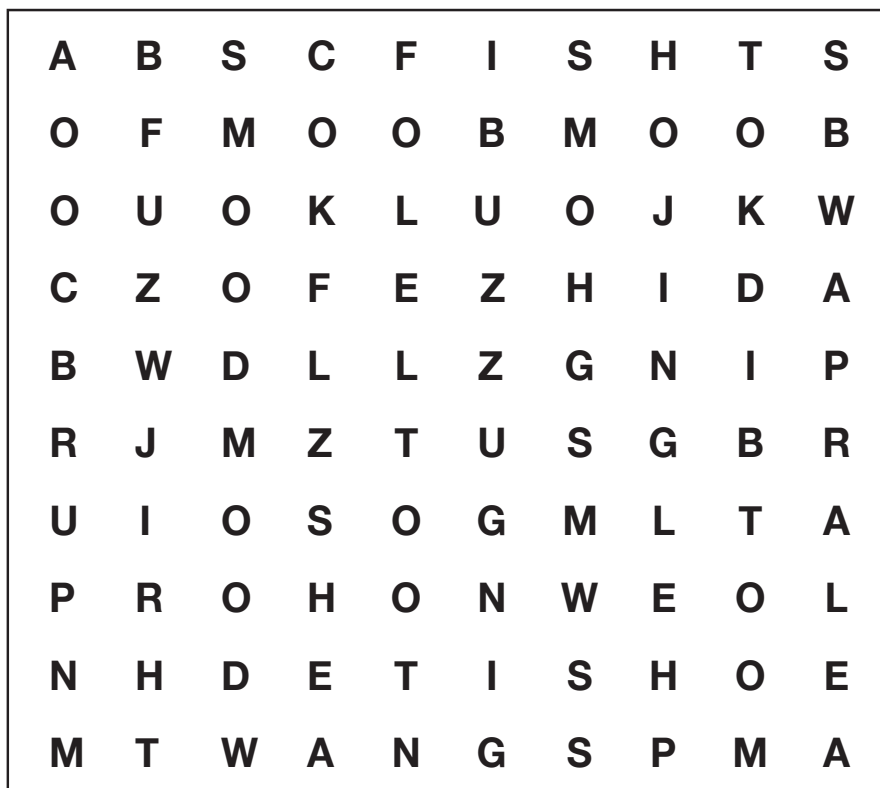 A B S C F I S H T S
O F M O O B M O O B
O U O K L U O J K W
C Z O F E Z H I D A
B W D L L Z G N I P
R J M Z T U S G B R
U I O S O G M L T A
P R O H O N W E O L
N H D E T I S H O E
M T W A N G S P M A